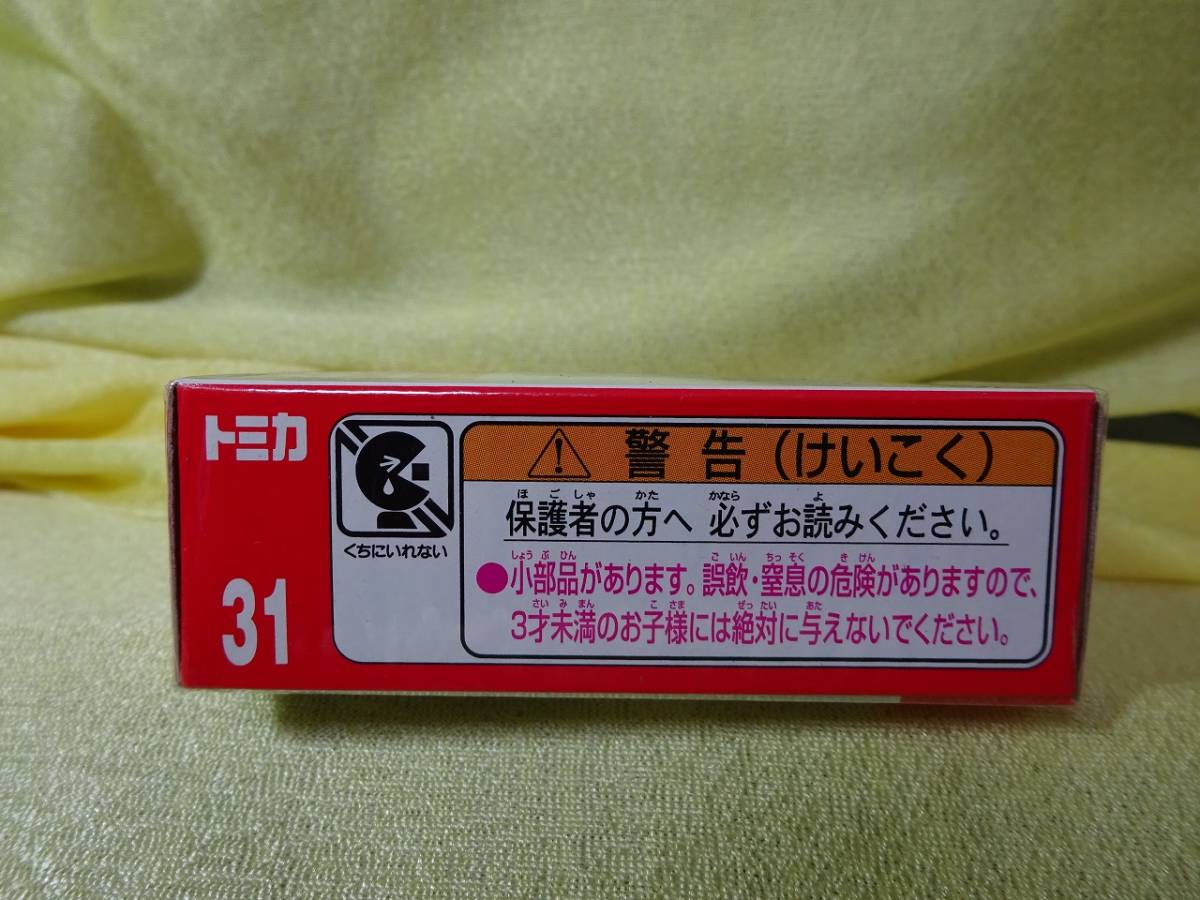 トミカ
31
くちにいれない
警告(けいこく)
ほごしゃ かた かなら よ
保護者の方へ 必ずお読みください。
しょうぶひん ごいん ちっそく きけん
●小部品があります。誤飲・窒息の危険がありますので、
さいみまん こさま ぜったい あた
3才未満のお子様には絶対に与えないでください。